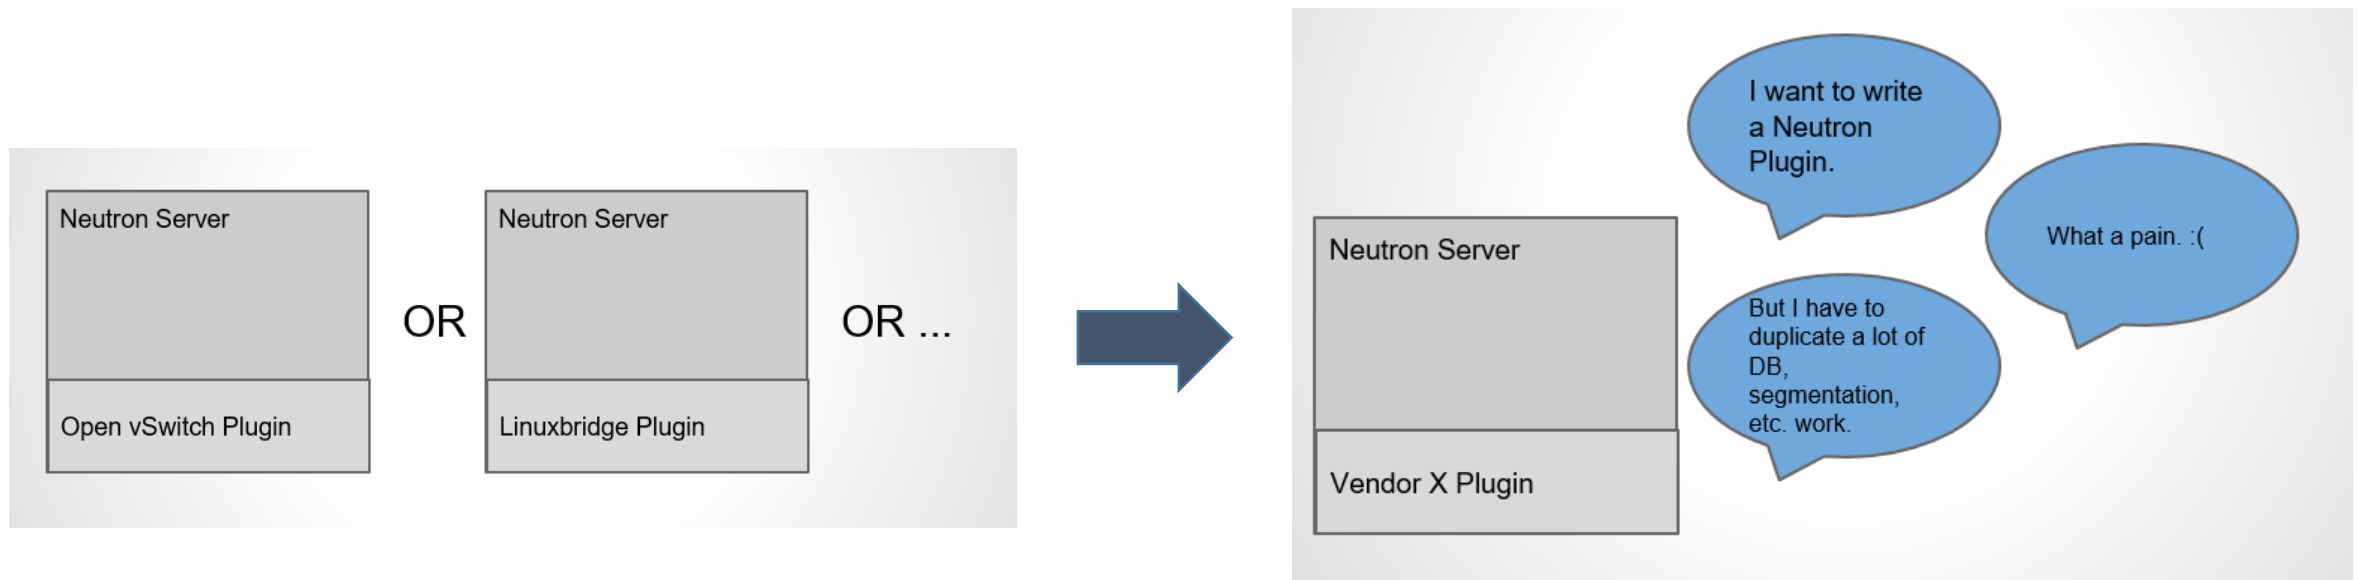 Neutron Server
Open vSwitch Plugin
OR
Neutron Server
Linuxbridge Plugin
OR ...
Neutron Server
Vendor X Plugin
I want to write
a Neutron
Plugin.
But I have to
duplicate a lot of
DB,
segmentation,
etc. work.
What a pain. :(